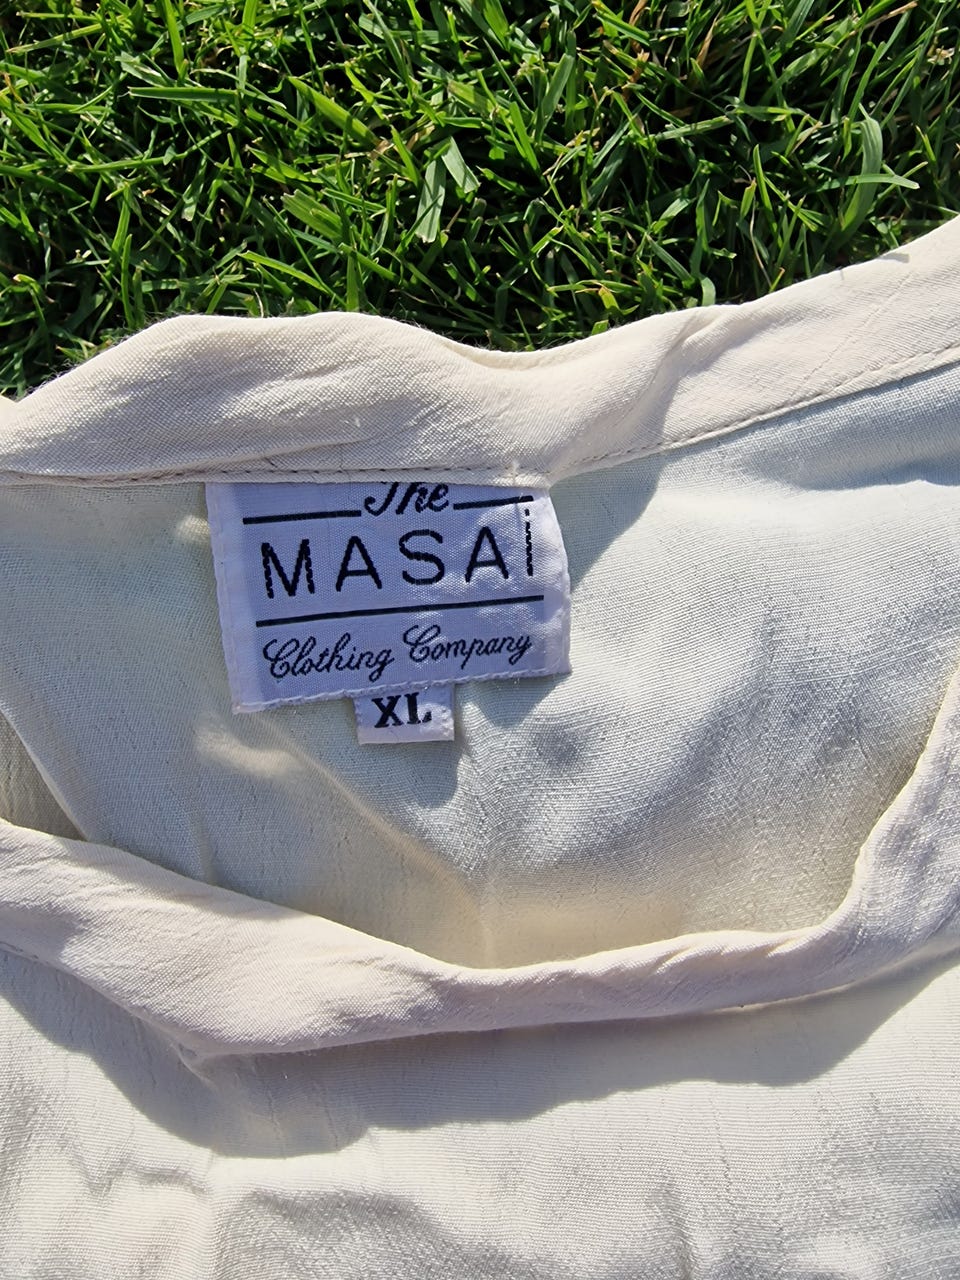 The
MASAi
Clothing Company
XL